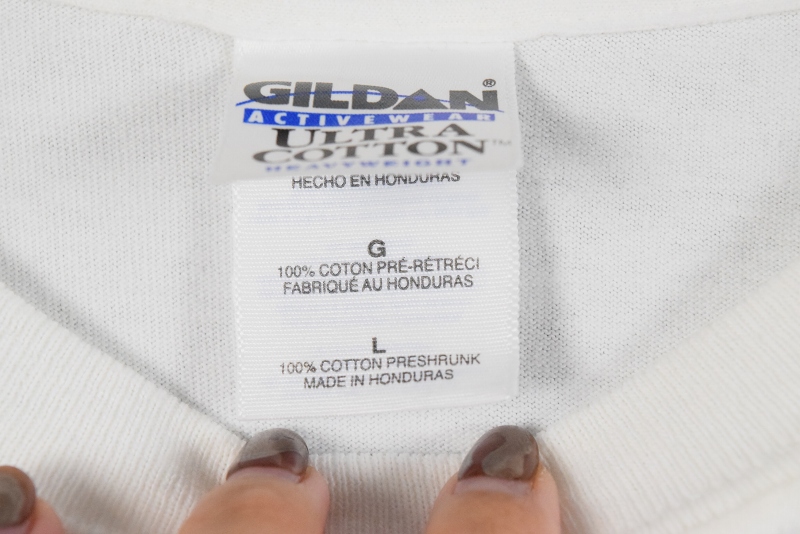 GILDAN®
ACTIVEWEAR
ULTRA
COTTON™
HEAVYWEIGHT
HECHO EN HONDURAS
G
100% COTON PRÉ-RÉTRÉCI
FABRIQUÉ AU HONDURAS
L
100% COTTON PRESHRUNK
MADE IN HONDURAS